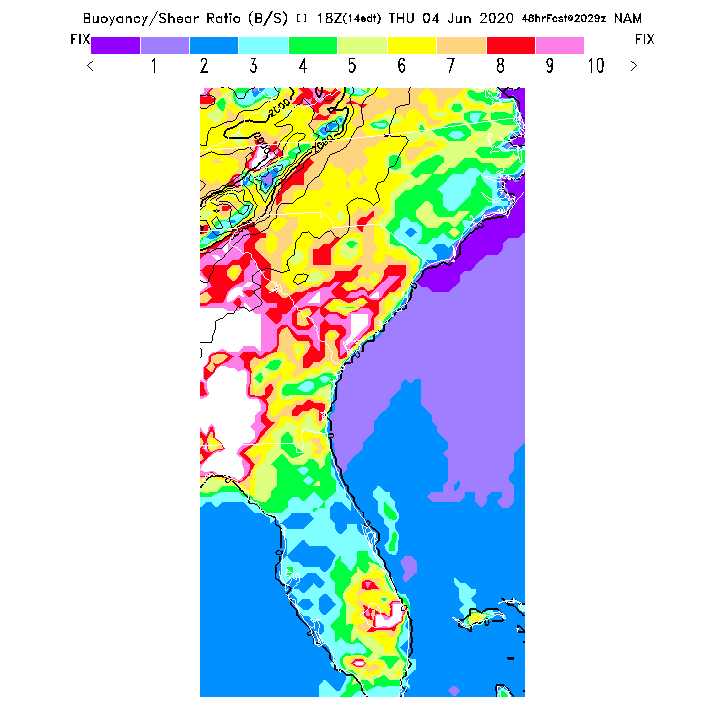 Buoyancy/Shear Ratio (B/S) [] 18Z(14edt) THU 04 Jun 2020 48hrFcst@2029z NAM
FIX FIX
< 1 2 3 4 5 6 7 8 9 10 >
2000